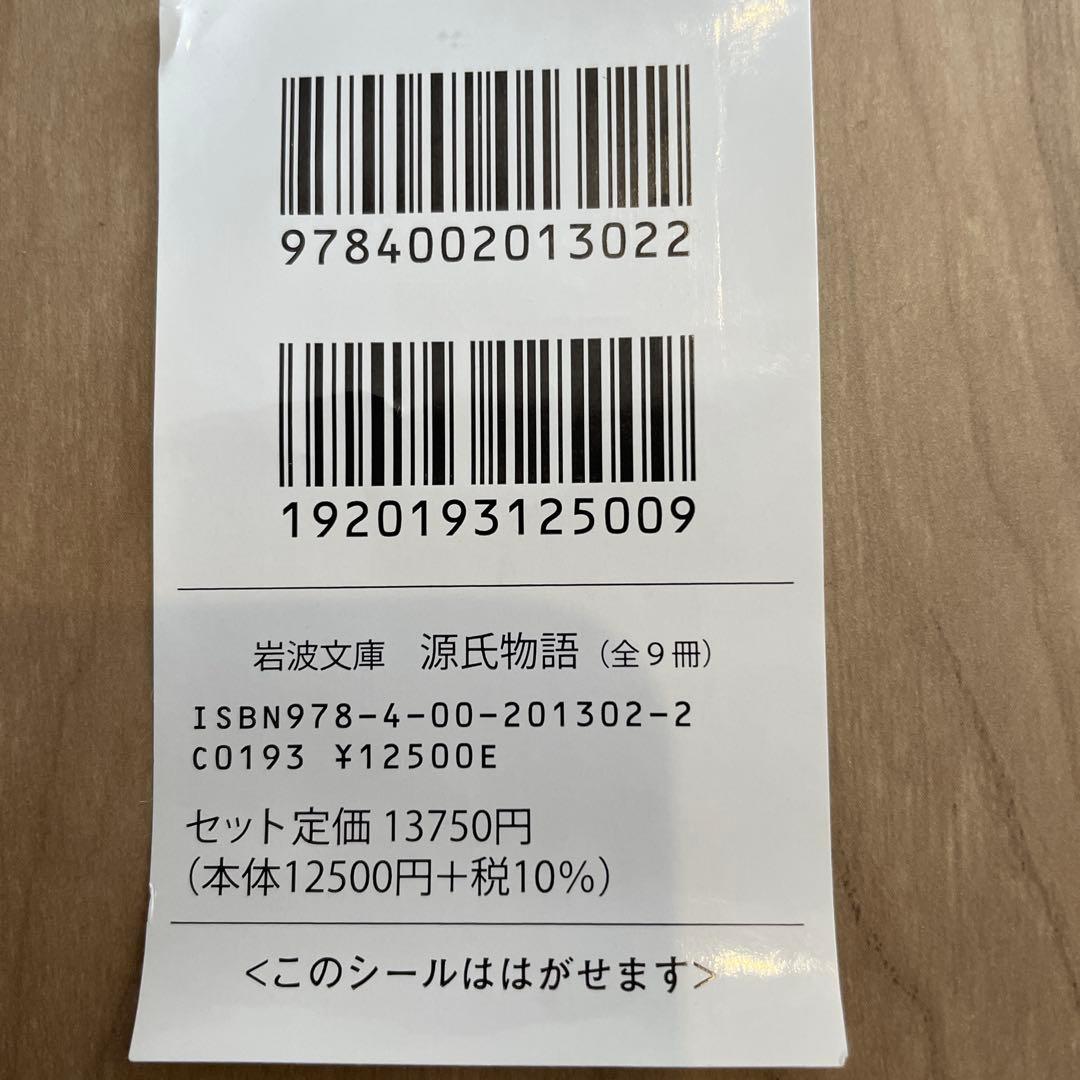 9784002013022
1920193125009
岩波文庫　源氏物語（全９冊）
ISBN978-4-00-201302-2
C0193 ¥12500E
セット定価 13750円
（本体12500円＋税10%）
<このシールははがせます>